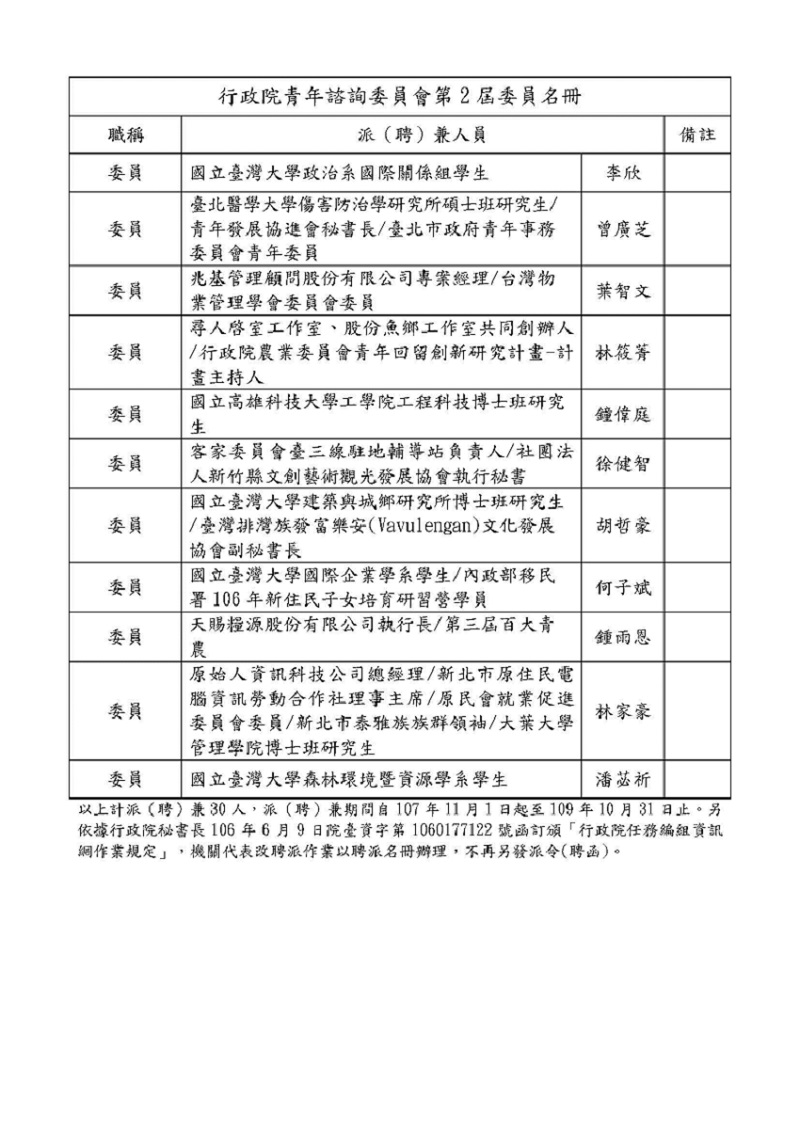 行政院青年諮詢委員會第 2 屆委員名冊
職稱 派（聘）兼人員 備註
委員 國立臺灣大學政治系國際關係組學生 李欣
臺北醫學大學傷害防治學研究所碩士班研究生/
委員 青年發展協進會秘書長/臺北市政府青年事務 曾廣芝
委員會青年委員
委員 兆基管理顧問股份有限公司專案經理/台灣物 葉智文
業管理學會委員會委員
尋人啓室工作室、股份魚鄉工作室共同創辦人
委員 /行政院農業委員會青年回留創新研究計畫-計 林筱菁
畫主持人
委員 國立高雄科技大學工學院工程科技博士班研究 鐘偉庭
生
委員 客家委員會臺三線駐地輔導站負責人/社團法 徐健智
人新竹縣文創藝術觀光發展協會執行秘書
國立臺灣大學建築與城鄉研究所博士班研究生
委員 /臺灣排灣族發富樂安(Vavulengan)文化發展 胡哲豪
協會副秘書長
委員 國立臺灣大學國際企業學系學生/內政部移民 何子斌
署 106 年新住民子女培育研習營學員
委員 天賜糧源股份有限公司執行長/第三屆百大青 鍾雨恩
農
原始人資訊科技公司總經理/新北市原住民電
腦資訊勞動合作社理事主席/原民會就業促進
委員 委員會委員/新北市泰雅族族群領袖/大葉大學 林家豪
管理學院博士班研究生
委員 國立臺灣大學森林環境暨資源學系學生 潘苾祈
以上計派（聘）兼 30 人，派（聘）兼期間自 107 年 11 月 1 日起至 109 年 10 月 31 日止。另
依據行政院秘書長 106 年 6 月 9 日院臺資字第 1060177122 號函訂頒「行政院任務編組資訊
網作業規定」，機關代表改聘派作業以聘派名冊辦理，不再另發派令(聘函)。